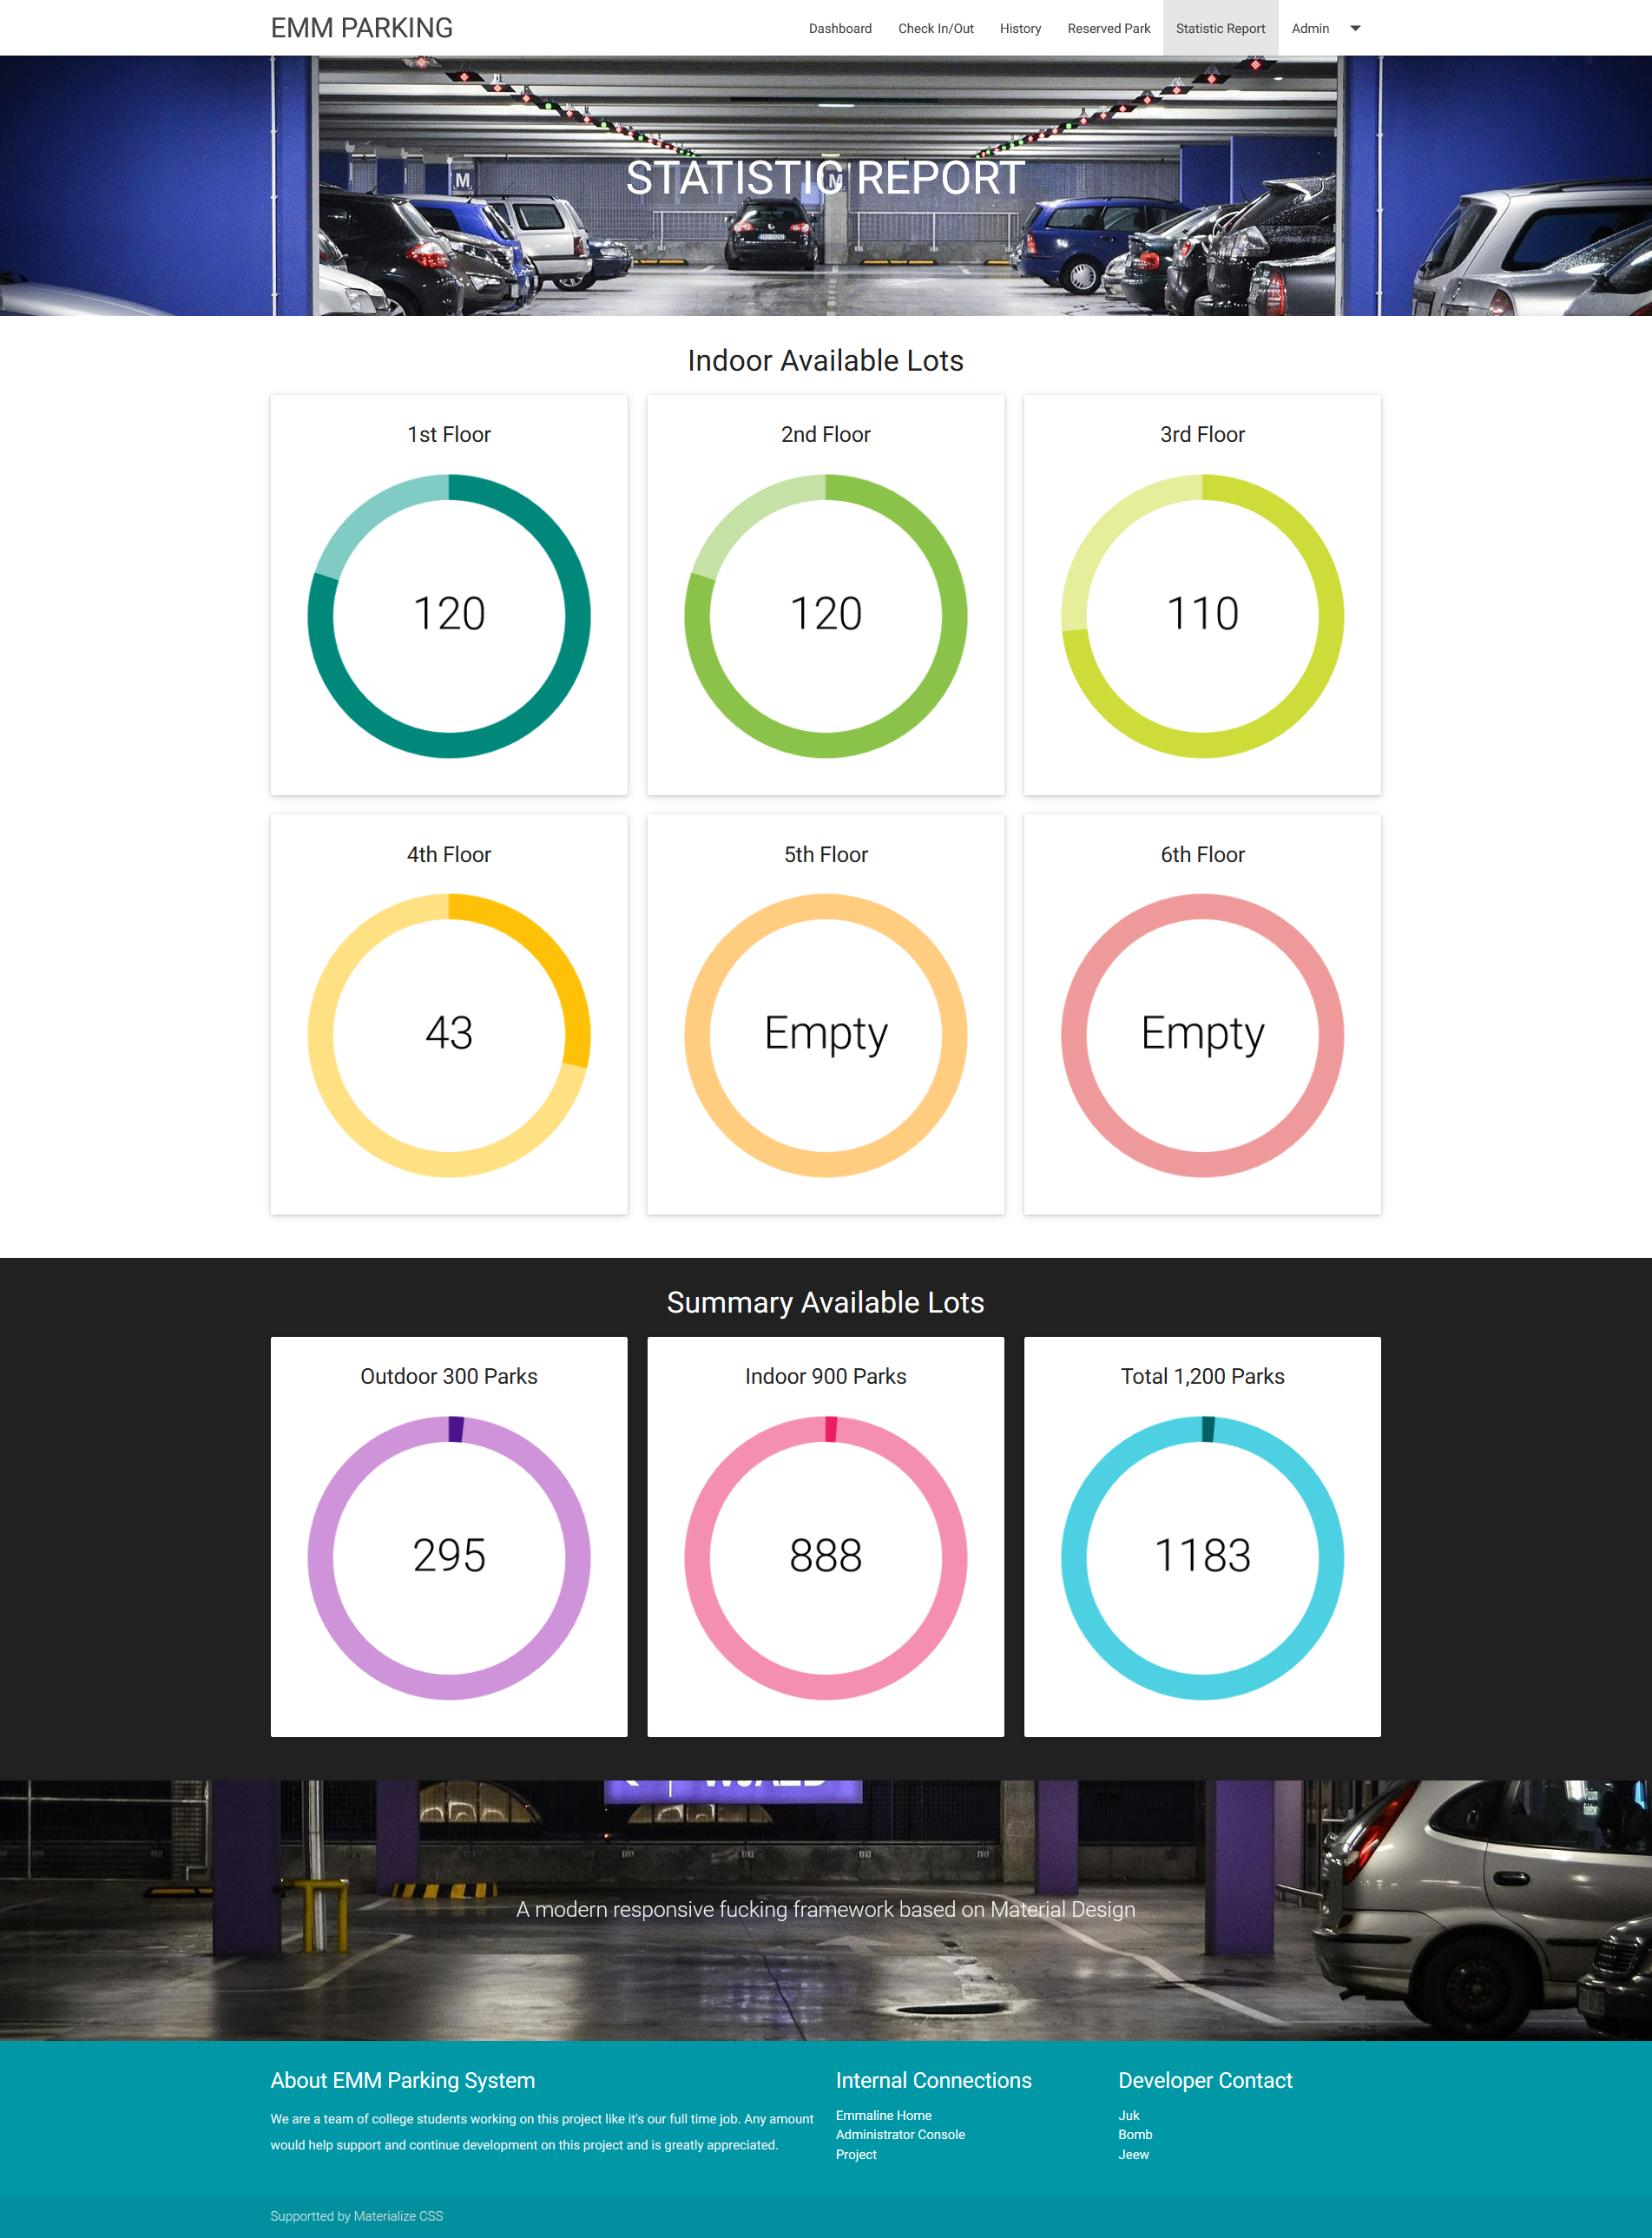 EMM PARKING
Dashboard
Check In/Out
History
Reserved Park
Statistic Report
Admin
M
M
STATISTIC REPORT
Indoor Available Lots
1st Floor
2nd Floor
3rd Floor
120
120
110
4th Floor
5th Floor
6th Floor
43
Empty
Empty
Summary Available Lots
Outdoor 300 Parks
Indoor 900 Parks
Total 1,200 Parks
295
888
1183
A modern responsive fucking framework based on Material Design
About EMM Parking System
We are a team of college students working on this project like it's our full time job. Any amount
would help support and continue development on this project and is greatly appreciated.
Internal Connections
Emmaline Home
Administrator Console
Project
Developer Contact
Juk
Bomb
Jeew
Supportted by Materialize CSS